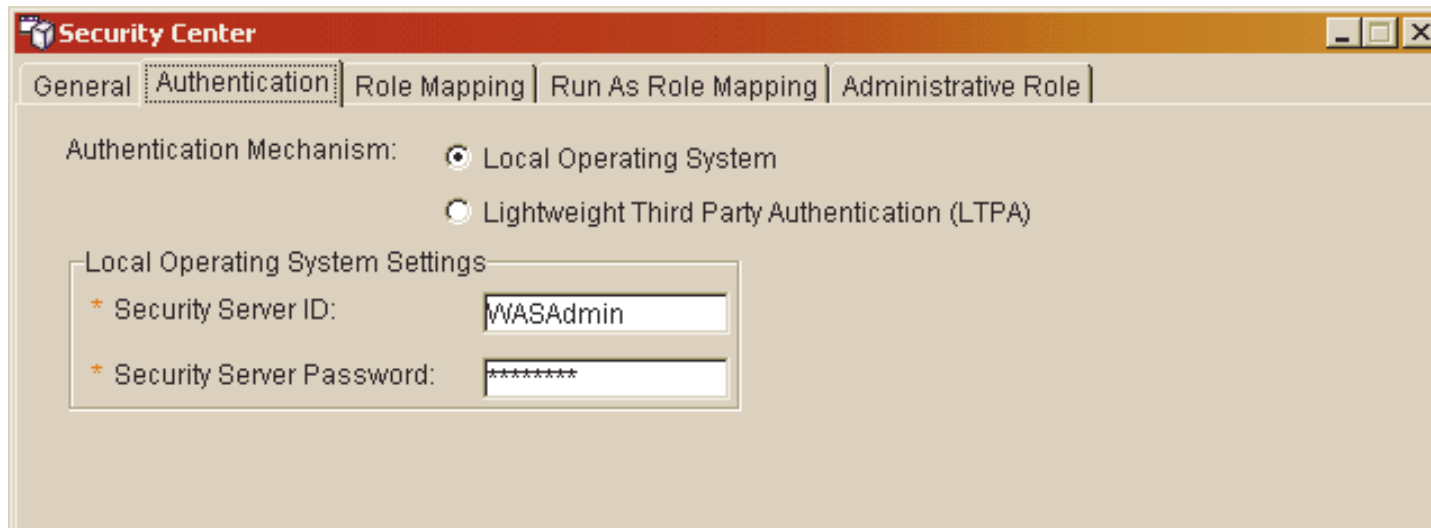 Security Center
General Authentication Role Mapping Run As Role Mapping Administrative Role
Authentication Mechanism: Local Operating System
Lightweight Third Party Authentication (LTPA)
Local Operating System Settings
* Security Server ID: WASAdmin
* Security Server Password: ********